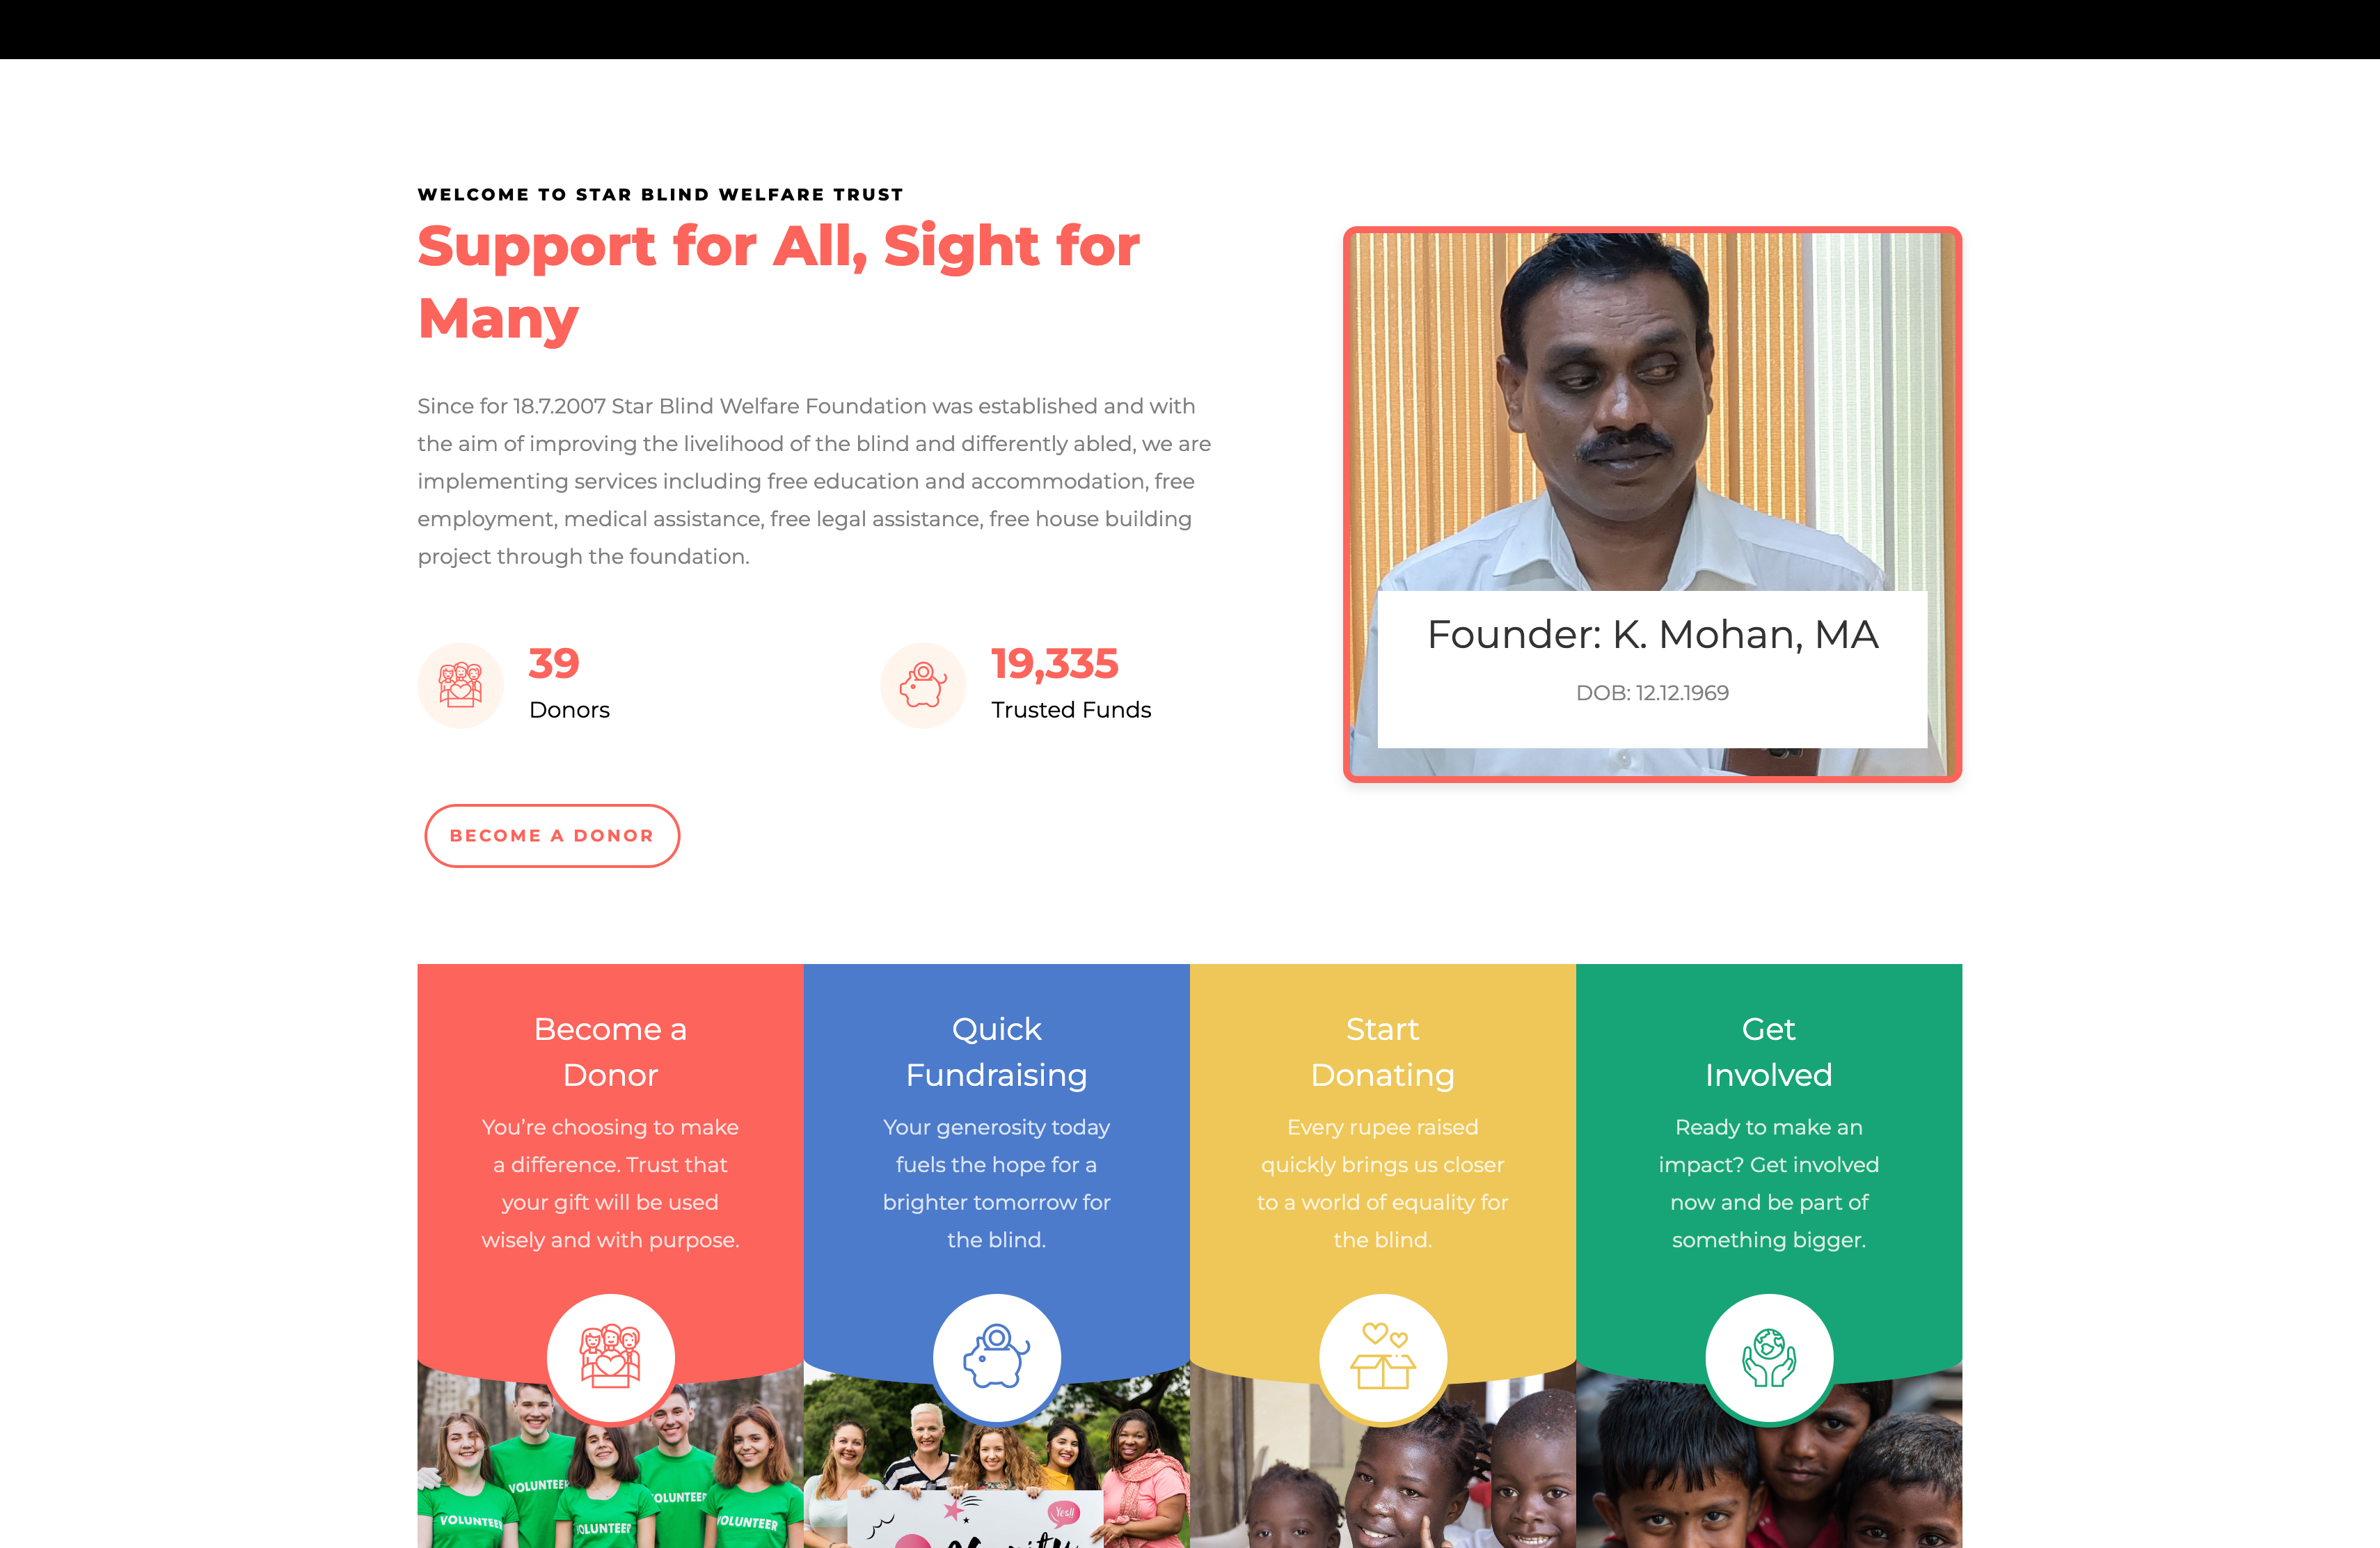 WELCOME TO STAR BLIND WELFARE TRUST
Support for All, Sight for
Many
Since for 18.7.2007 Star Blind Welfare Foundation was established and with
the aim of improving the livelihood of the blind and differently abled, we are
implementing services including free education and accommodation, free
employment, medical assistance, free legal assistance, free house building
project through the foundation.
39
Donors
19,335
Trusted Funds
BECOME A DONOR
Founder: K. Mohan, MA
DOB: 12.12.1969
Become a
Donor
You’re choosing to make
a difference. Trust that
your gift will be used
wisely and with purpose.
Quick
Fundraising
Your generosity today
fuels the hope for a
brighter tomorrow for
the blind.
Start
Donating
Every rupee raised
quickly brings us closer
to a world of equality for
the blind.
Get
Involved
Ready to make an
impact? Get involved
now and be part of
something bigger.
VOLUNTEER
VOLUNTEER
VOLUNTEER
VOLUNTEER
VOLUNTEER
Yes!!